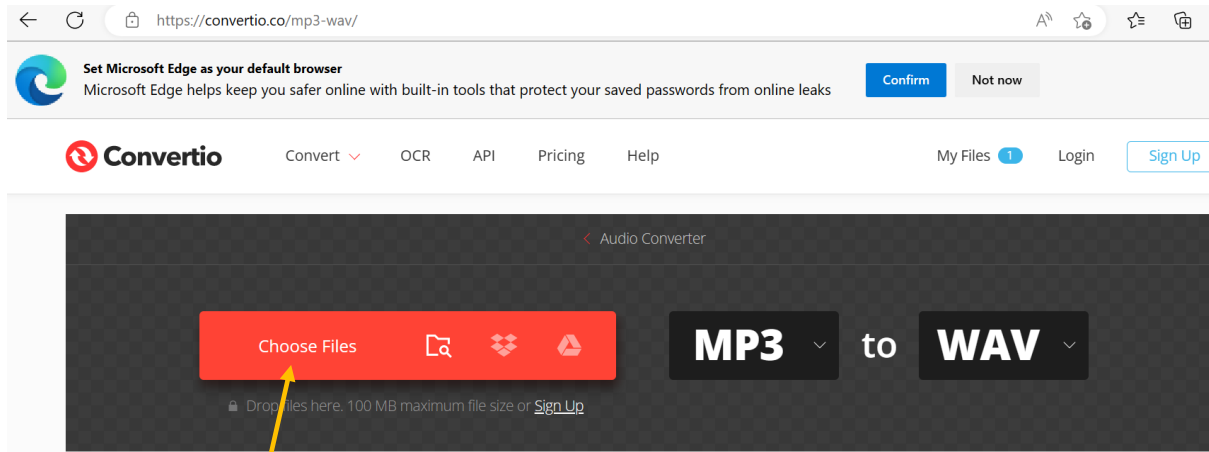 https://convertio.co/mp3-wav/
Set Microsoft Edge as your default browser
Microsoft Edge helps keep you safer online with built-in tools that protect your saved passwords from online leaks
Confirm
Not now
Convertio
Convert
OCR
API
Pricing
Help
My Files 1
Login
Sign Up
Audio Converter
Choose Files
MP3 to WAV
Drop files here. 100 MB maximum file size or Sign Up